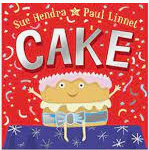 Sue Hendra ☆ Paul Linnet
CAKE